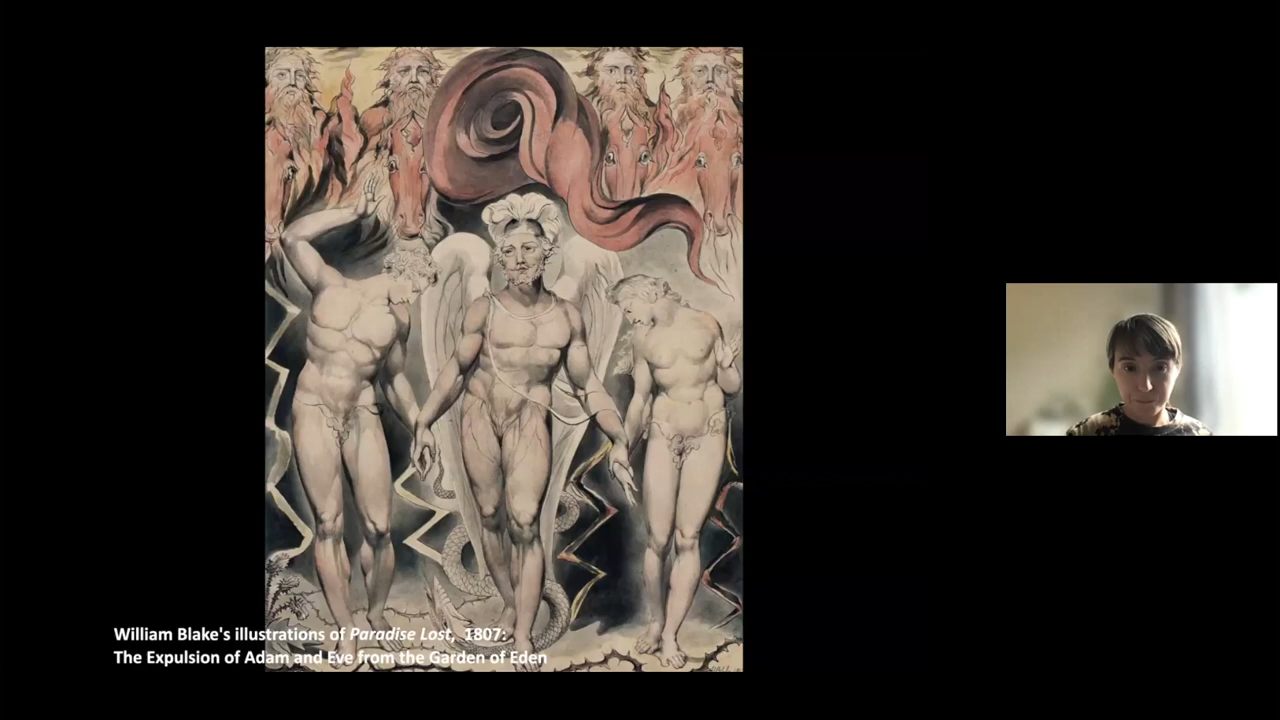 William Blake's illustrations of Paradise Lost,  1807:
The Expulsion of Adam and Eve from the Garden of Eden